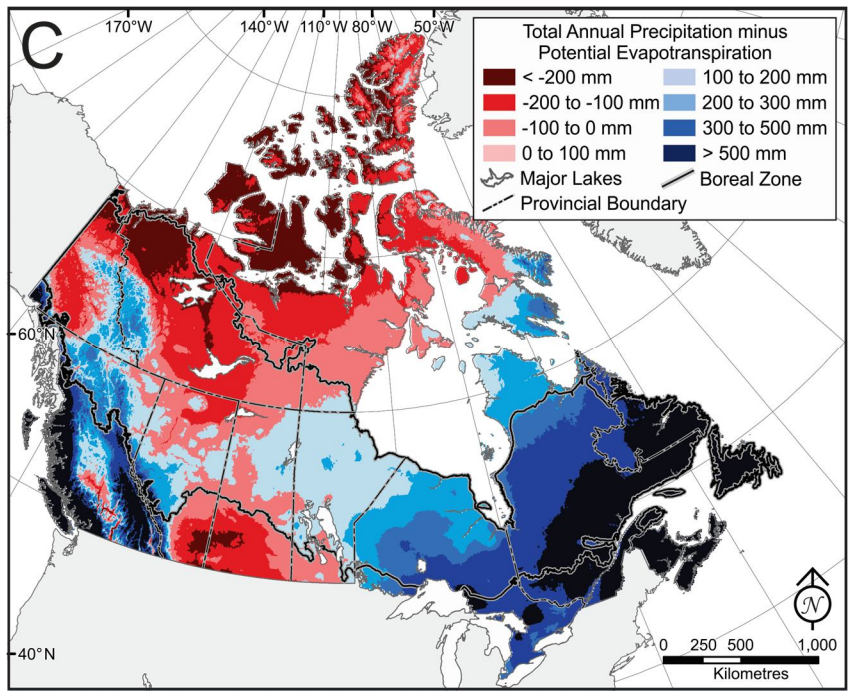 C
170°W
140°W
110°W
80°W
50°W
60°N
40°N
Total Annual Precipitation minus
Potential Evapotranspiration
< -200 mm
-200 to -100 mm
-100 to 0 mm
0 to 100 mm
100 to 200 mm
200 to 300 mm
300 to 500 mm
> 500 mm
Major Lakes
Boreal Zone
Provincial Boundary
N
0 250 500 1,000
Kilometres